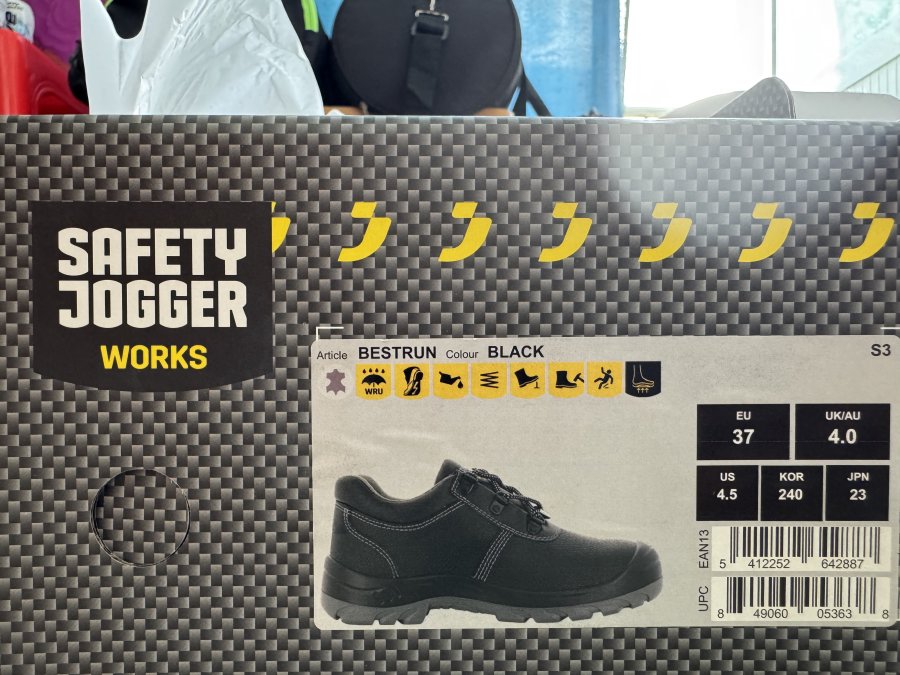 SAFETY
JOGGER
WORKS
Article BESTRUN Colour BLACK S3
WRU
EU
37
UK/AU
4.0
US
4.5
KOR
240
JPN
23
EAN13
5 412252 642887
UPC
8 49060 05363 8